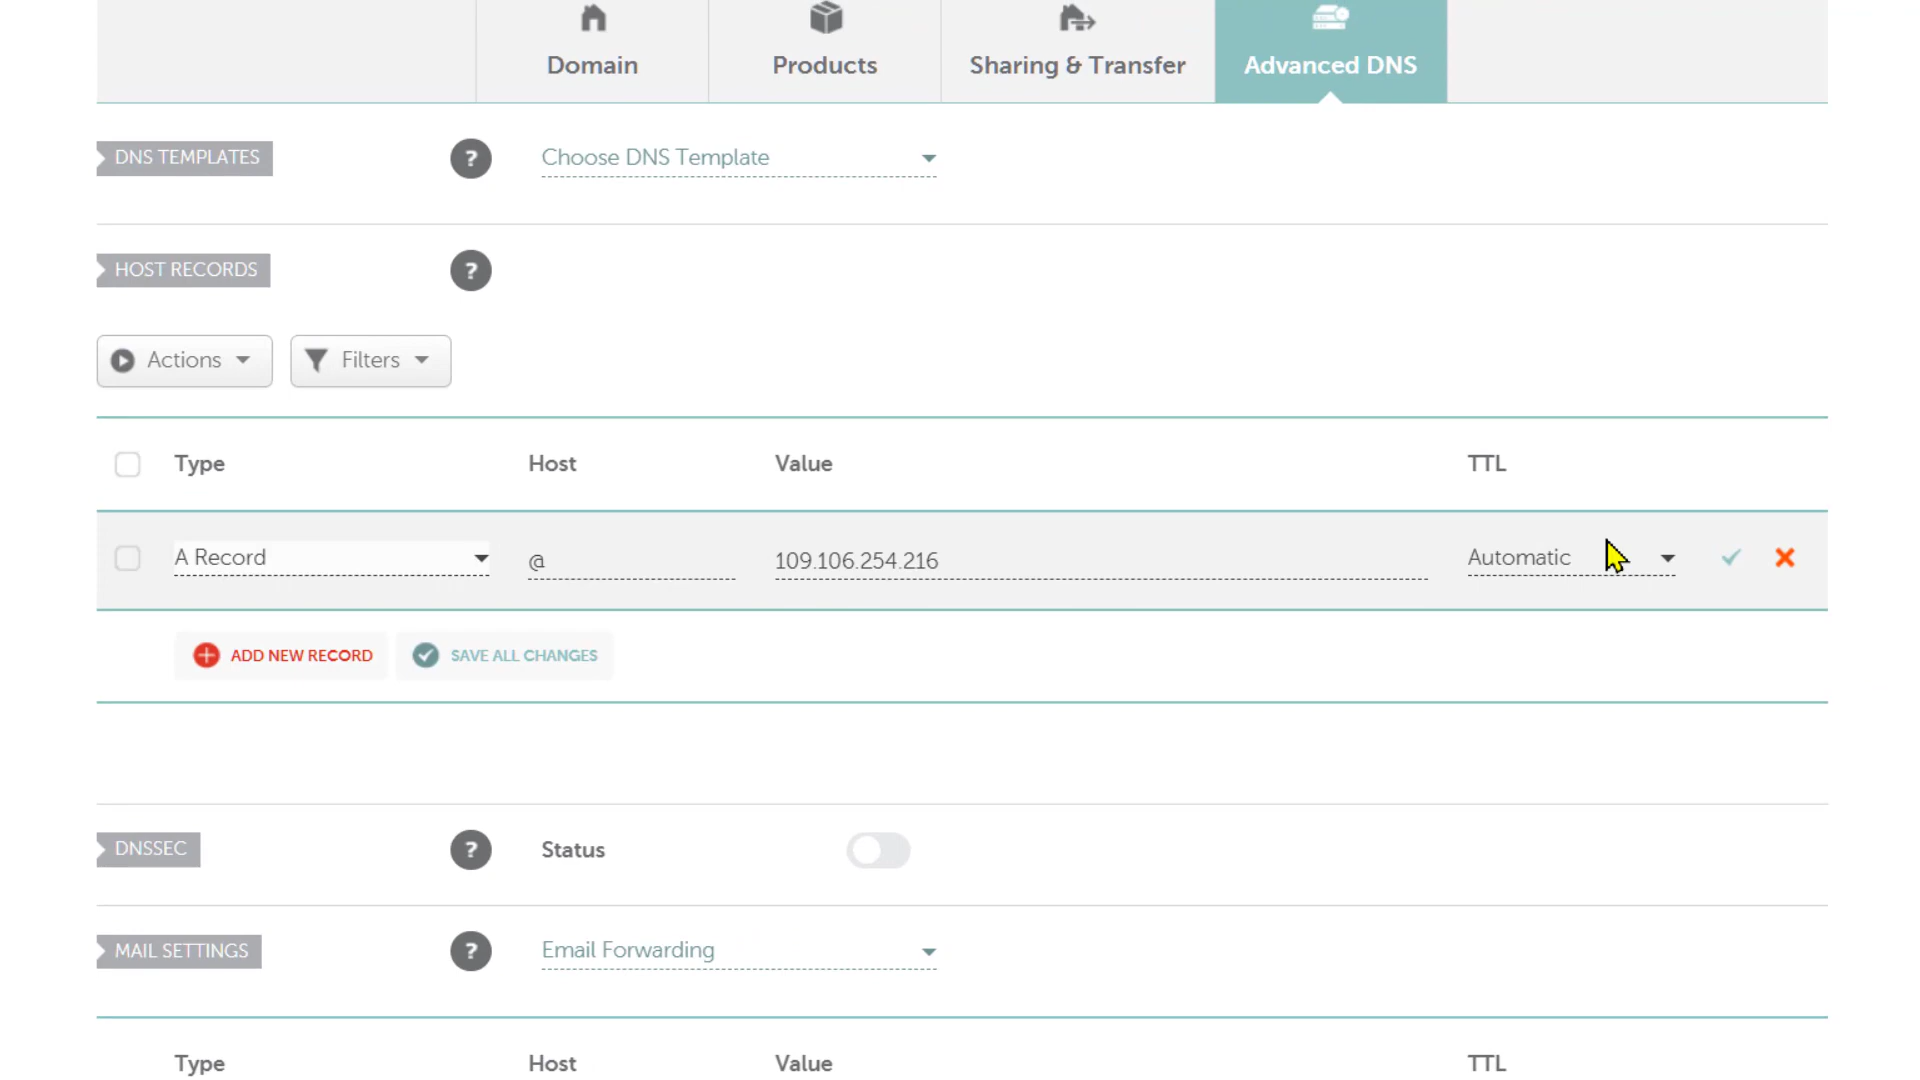 Domain
Products
Sharing & Transfer
Advanced DNS
DNS TEMPLATES
?
Choose DNS Template
HOST RECORDS
?
Actions
Filters
Type
Host
Value
TTL
A Record
@
109.106.254.216
Automatic
ADD NEW RECORD
SAVE ALL CHANGES
DNSSEC
?
Status
MAIL SETTINGS
?
Email Forwarding
Type
Host
Value
TTL